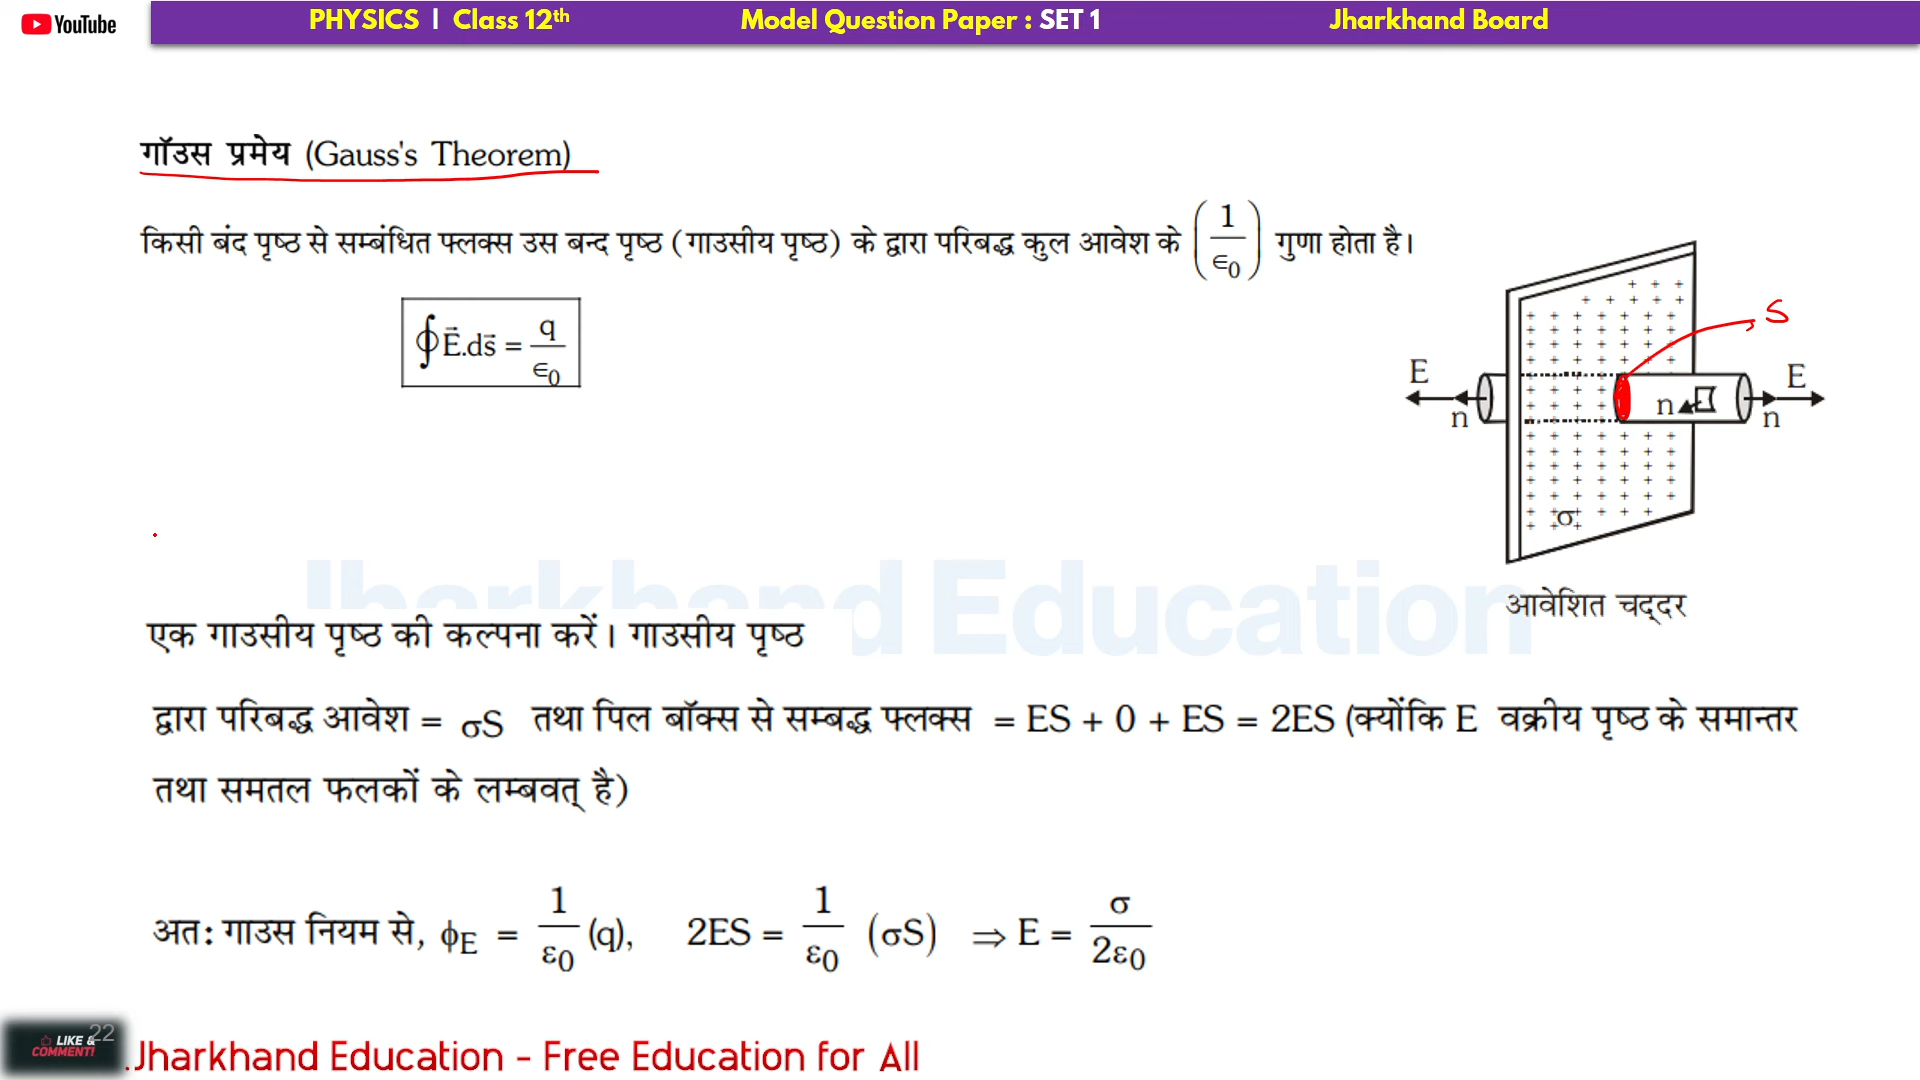 YouTube
PHYSICS | Class 12th Model Question Paper : SET 1 Jharkhand Board
गॉउस प्रमेय (Gauss's Theorem)
किसी बंद पृष्ठ से सम्बंधित फ्लक्स उस बन्द पृष्ठ (गाउसीय पृष्ठ) के द्वारा परिबद्ध कुल आवेश के (1/∈0) गुणा होता है।
∮E⃗.ds⃗ = q/∈0
S
E
n
n
E
n
σ
आवेशित चद्दर
Jharkhand Education
एक गाउसीय पृष्ठ की कल्पना करें। गाउसीय पृष्ठ
द्वारा परिबद्ध आवेश = σS तथा पिल बॉक्स से सम्बद्ध फ्लक्स = ES + 0 + ES = 2ES (क्योंकि E वक्रीय पृष्ठ के समान्तर
तथा समतल फलकों के लम्बवत् है)
अत: गाउस नियम से, ϕE = 1/ε0 (q), 2ES = 1/ε0 (σS) ⇒ E = σ/2ε0
22
LIKE &
COMMENT!
.Jharkhand Education - Free Education for All